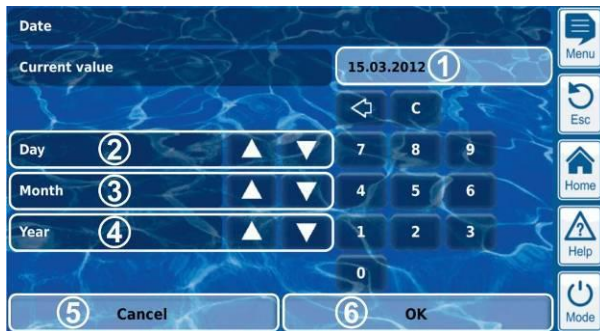 Date
Menu
Current value
15.03.2012 1
C
Esc
Day 2
7 8 9
Month 3
4 5 6
Home
Year 4
1 2 3
? Help
0
5 Cancel
6 OK
Mode